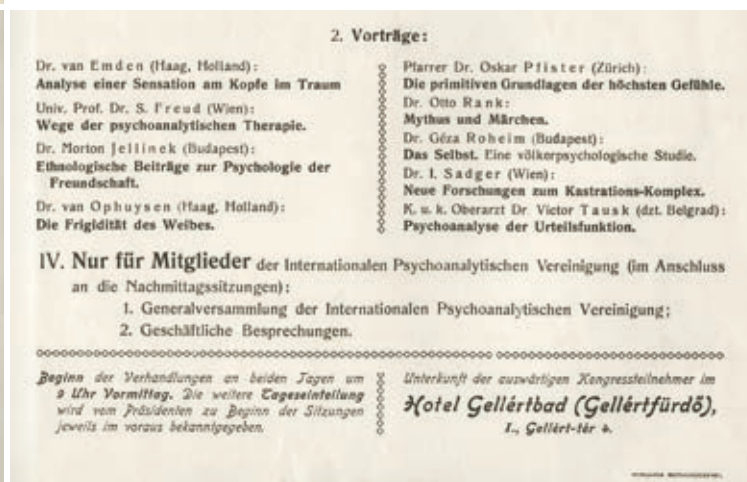 2. Vorträge:
Dr. van Emden (Haag, Holland):
Analyse einer Sensation am Kopfe im Traum
Univ. Prof. Dr. S. Freud (Wien):
Wege der psychoanalytischen Therapie.
Dr. Morton Jellinek (Budapest):
Ethnologische Beiträge zur Psychologie der
Freundschaft.
Dr. van Ophuysen (Haag, Holland):
Die Frigidität des Weibes.
Pfarrer Dr. Oskar Pfister (Zürich):
Die primitiven Grundlagen der höchsten Gefühle.
Dr. Otto Rank:
Mythus und Märchen.
Dr. Géza Roheim (Budapest):
Das Selbst. Eine völkerpsychologische Studie.
Dr. I. Sadger (Wien):
Neue Forschungen zum Kastrations-Komplex.
K. u. k. Oberarzt Dr. Victor Tausk (dzt. Belgrad):
Psychoanalyse der Urteilsfunktion.
IV. Nur für Mitglieder der Internationalen Psychoanalytischen Vereinigung (im Anschluss
an die Nachmittagssitzungen):
1. Generalversammlung der Internationalen Psychoanalytischen Vereinigung;
2. Geschäftliche Besprechungen.
Beginn der Verhandlungen an beiden Tagen um
9 Uhr Vormittag. Die weitere Tageseinteilung
wird vom Präsidenten zu Beginn der Sitzungen
jeweils im voraus bekanntgegeben.
Unterkunft der auswärtigen Kongressteilnehmer im
Hotel Gellértbad (Gellértfürdő),
I., Gellért-tér 4.